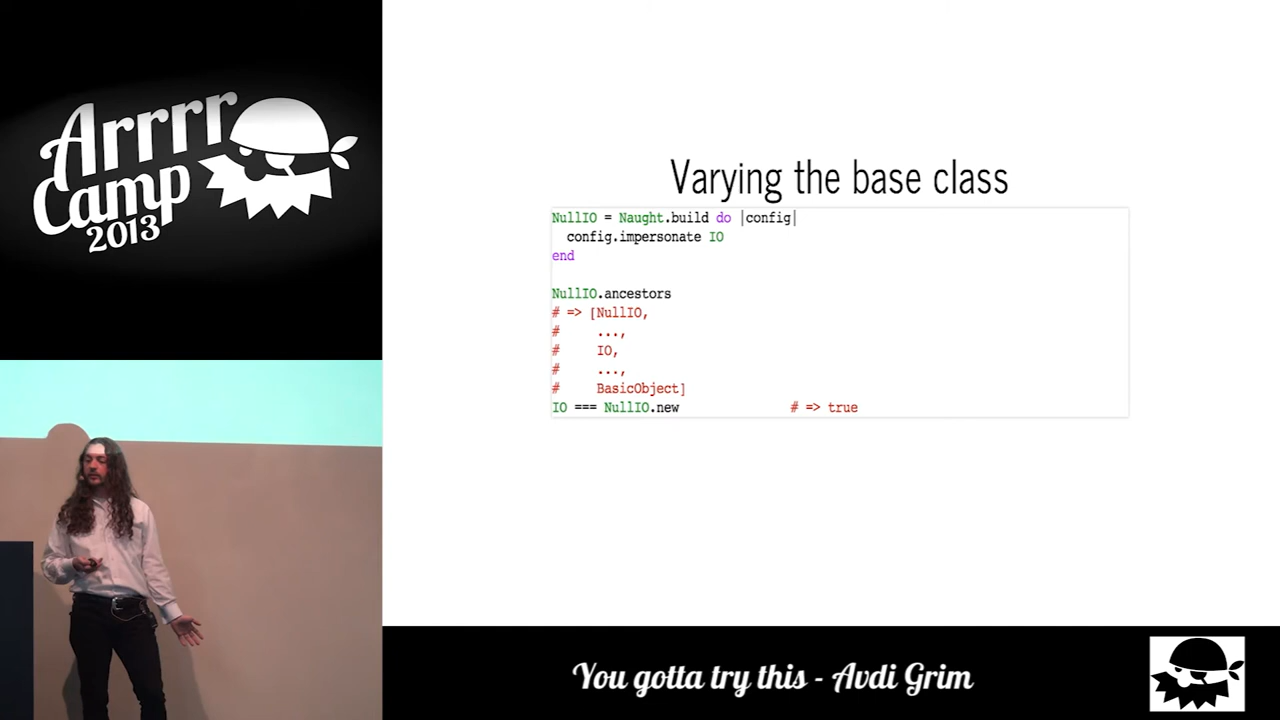 Arrrr
Camp
2013
Varying the base class
NullIO = Naught.build do |config|
  config.impersonate IO
end
NullIO.ancestors
# => [NullIO,
#     ...,
#     IO,
#     ...,
#     BasicObject]
IO === NullIO.new               # => true
You gotta try this - Avdi Grim